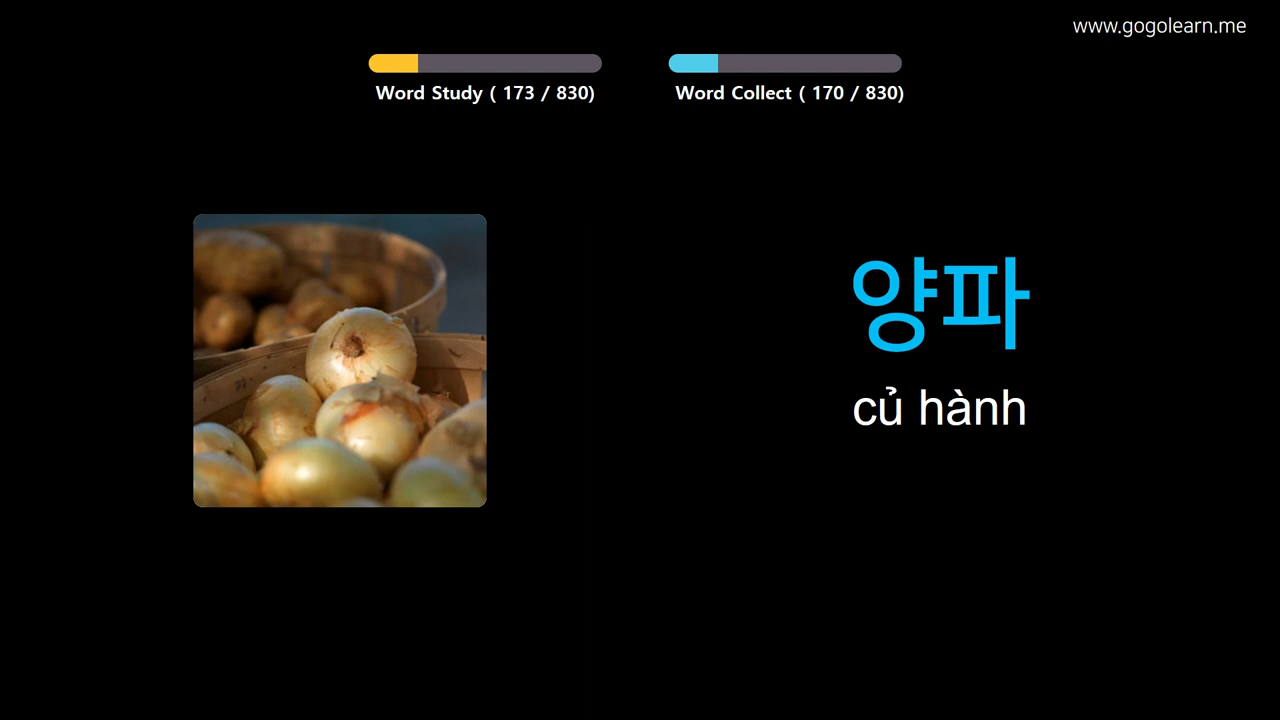 www.gogolearn.me
Word Study ( 173 / 830)
Word Collect ( 170 / 830)
양파
củ hành